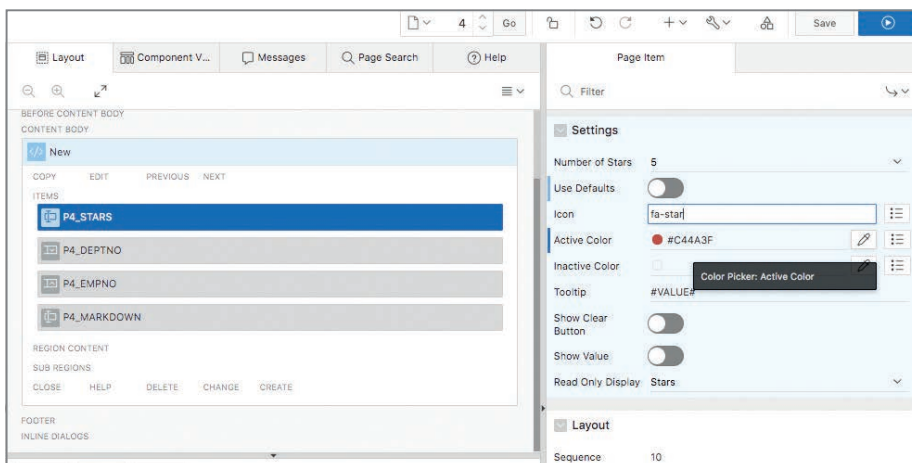 4
Go
Save
Layout
Component V...
Messages
Page Search
Help
Page Item
Filter
BEFORE CONTENT BODY
CONTENT BODY
New
COPY EDIT PREVIOUS NEXT
ITEMS
P4_STARS
P4_DEPTNO
P4_EMPNO
P4_MARKDOWN
REGION CONTENT
SUB REGIONS
CLOSE HELP DELETE CHANGE CREATE
FOOTER
INLINE DIALOGS
Settings
Number of Stars 5
Use Defaults
Icon fa-star
Active Color #C44A3F
Inactive Color
Color Picker: Active Color
Tooltip #VALUE#
Show Clear
Button
Show Value
Read Only Display Stars
Layout
Sequence 10